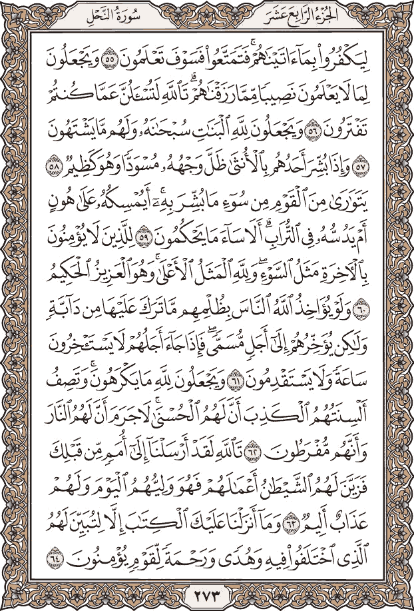 الجزء الرابع عشر سورة النحل
لِيَكْفُرُوا۟ بِمَآ ءَاتَيْنَٰهُمْ ۚ فَتَمَتَّعُوا۟ ۖ فَسَوْفَ تَعْلَمُونَ ۝٥٥ وَيَجْعَلُونَ
لِمَا لَا يَعْلَمُونَ نَصِيبًا مِّمَّا رَزَقْنَٰهُمْ ۗ تَٱللَّهِ لَتُسْـَٔلُنَّ عَمَّا كُنتُمْ
تَفْتَرُونَ ۝٥٦ وَيَجْعَلُونَ لِلَّهِ ٱلْبَنَٰتِ سُبْحَٰنَهُۥ ۙ وَلَهُم مَّا يَشْتَهُونَ
۝٥٧ وَإِذَا بُشِّرَ أَحَدُهُم بِٱلْأُنثَىٰ ظَلَّ وَجْهُهُۥ مُسْوَدًّا وَهُوَ كَظِيمٌ ۝٥٨
يَتَوَٰرَىٰ مِنَ ٱلْقَوْمِ مِن سُوٓءِ مَا بُشِّرَ بِهِۦٓ ۚ أَيُمْسِكُهُۥ عَلَىٰ هُونٍ
أَمْ يَدُسُّهُۥ فِى ٱلتُّرَابِ ۗ أَلَا سَآءَ مَا يَحْكُمُونَ ۝٥٩ لِلَّذِينَ لَا يُؤْمِنُونَ
بِٱلْـَٔاخِرَةِ مَثَلُ ٱلسَّوْءِ ۖ وَلِلَّهِ ٱلْمَثَلُ ٱلْأَعْلَىٰ ۚ وَهُوَ ٱلْعَزِيزُ ٱلْحَكِيمُ
۝٦٠ وَلَوْ يُؤَاخِذُ ٱللَّهُ ٱلنَّاسَ بِظُلْمِهِم مَّا تَرَكَ عَلَيْهَا مِن دَآبَّةٍ
وَلَٰكِن يُؤَخِّرُهُمْ إِلَىٰٓ أَجَلٍ مُّسَمًّى ۖ فَإِذَا جَآءَ أَجَلُهُمْ لَا يَسْتَـْٔخِرُونَ
سَاعَةً ۖ وَلَا يَسْتَقْدِمُونَ ۝٦١ وَيَجْعَلُونَ لِلَّهِ مَا يَكْرَهُونَ ۚ وَتَصِفُ
أَلْسِنَتُهُمُ ٱلْكَذِبَ أَنَّ لَهُمُ ٱلْحُسْنَىٰ ۖ لَا جَرَمَ أَنَّ لَهُمُ ٱلنَّارَ
وَأَنَّهُم مُّفْرَطُونَ ۝٦٢ تَٱللَّهِ لَقَدْ أَرْسَلْنَآ إِلَىٰٓ أُمَمٍ مِّن قَبْلِكَ
فَزَيَّنَ لَهُمُ ٱلشَّيْطَٰنُ أَعْمَٰلَهُمْ فَهُوَ وَلِيُّهُمُ ٱلْيَوْمَ وَلَهُمْ
عَذَابٌ أَلِيمٌ ۝٦٣ وَمَآ أَنزَلْنَا عَلَيْكَ ٱلْكِتَٰبَ إِلَّا لِتُبَيِّنَ لَهُمُ
ٱلَّذِى ٱخْتَلَفُوا۟ فِيهِ ۙ وَهُدًى وَرَحْمَةً لِّقَوْمٍ يُؤْمِنُونَ ۝٦٤
٢٧٣